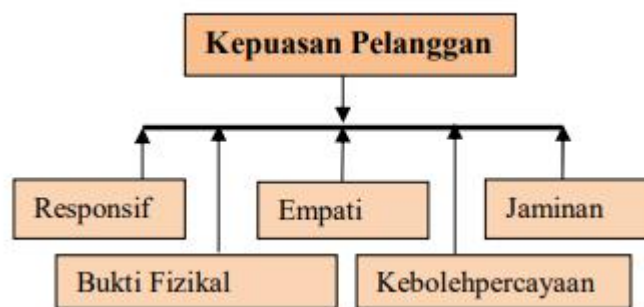 Kepuasan Pelanggan
Responsif
Empati
Jaminan
Bukti Fizikal
Kebolehpercayaan